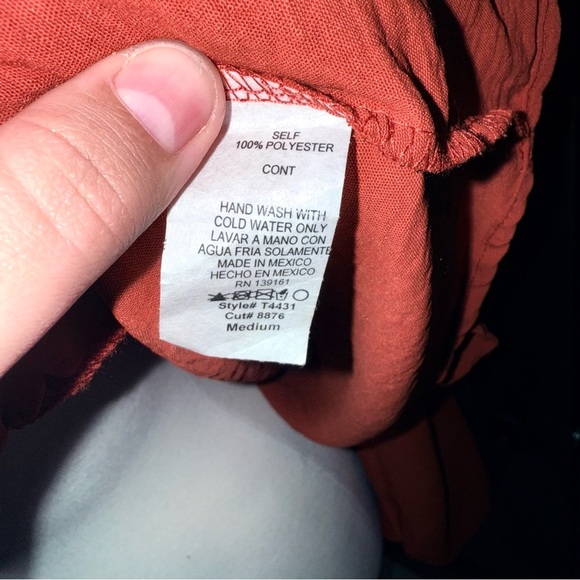 SELF
100% POLYESTER
CONT
HAND WASH WITH
COLD WATER ONLY
LAVAR A MANO CON
AGUA FRIA SOLAMENTE
MADE IN MEXICO
HECHO EN MEXICO
RN 139161
Style# T4431
Cut# 8876
Medium